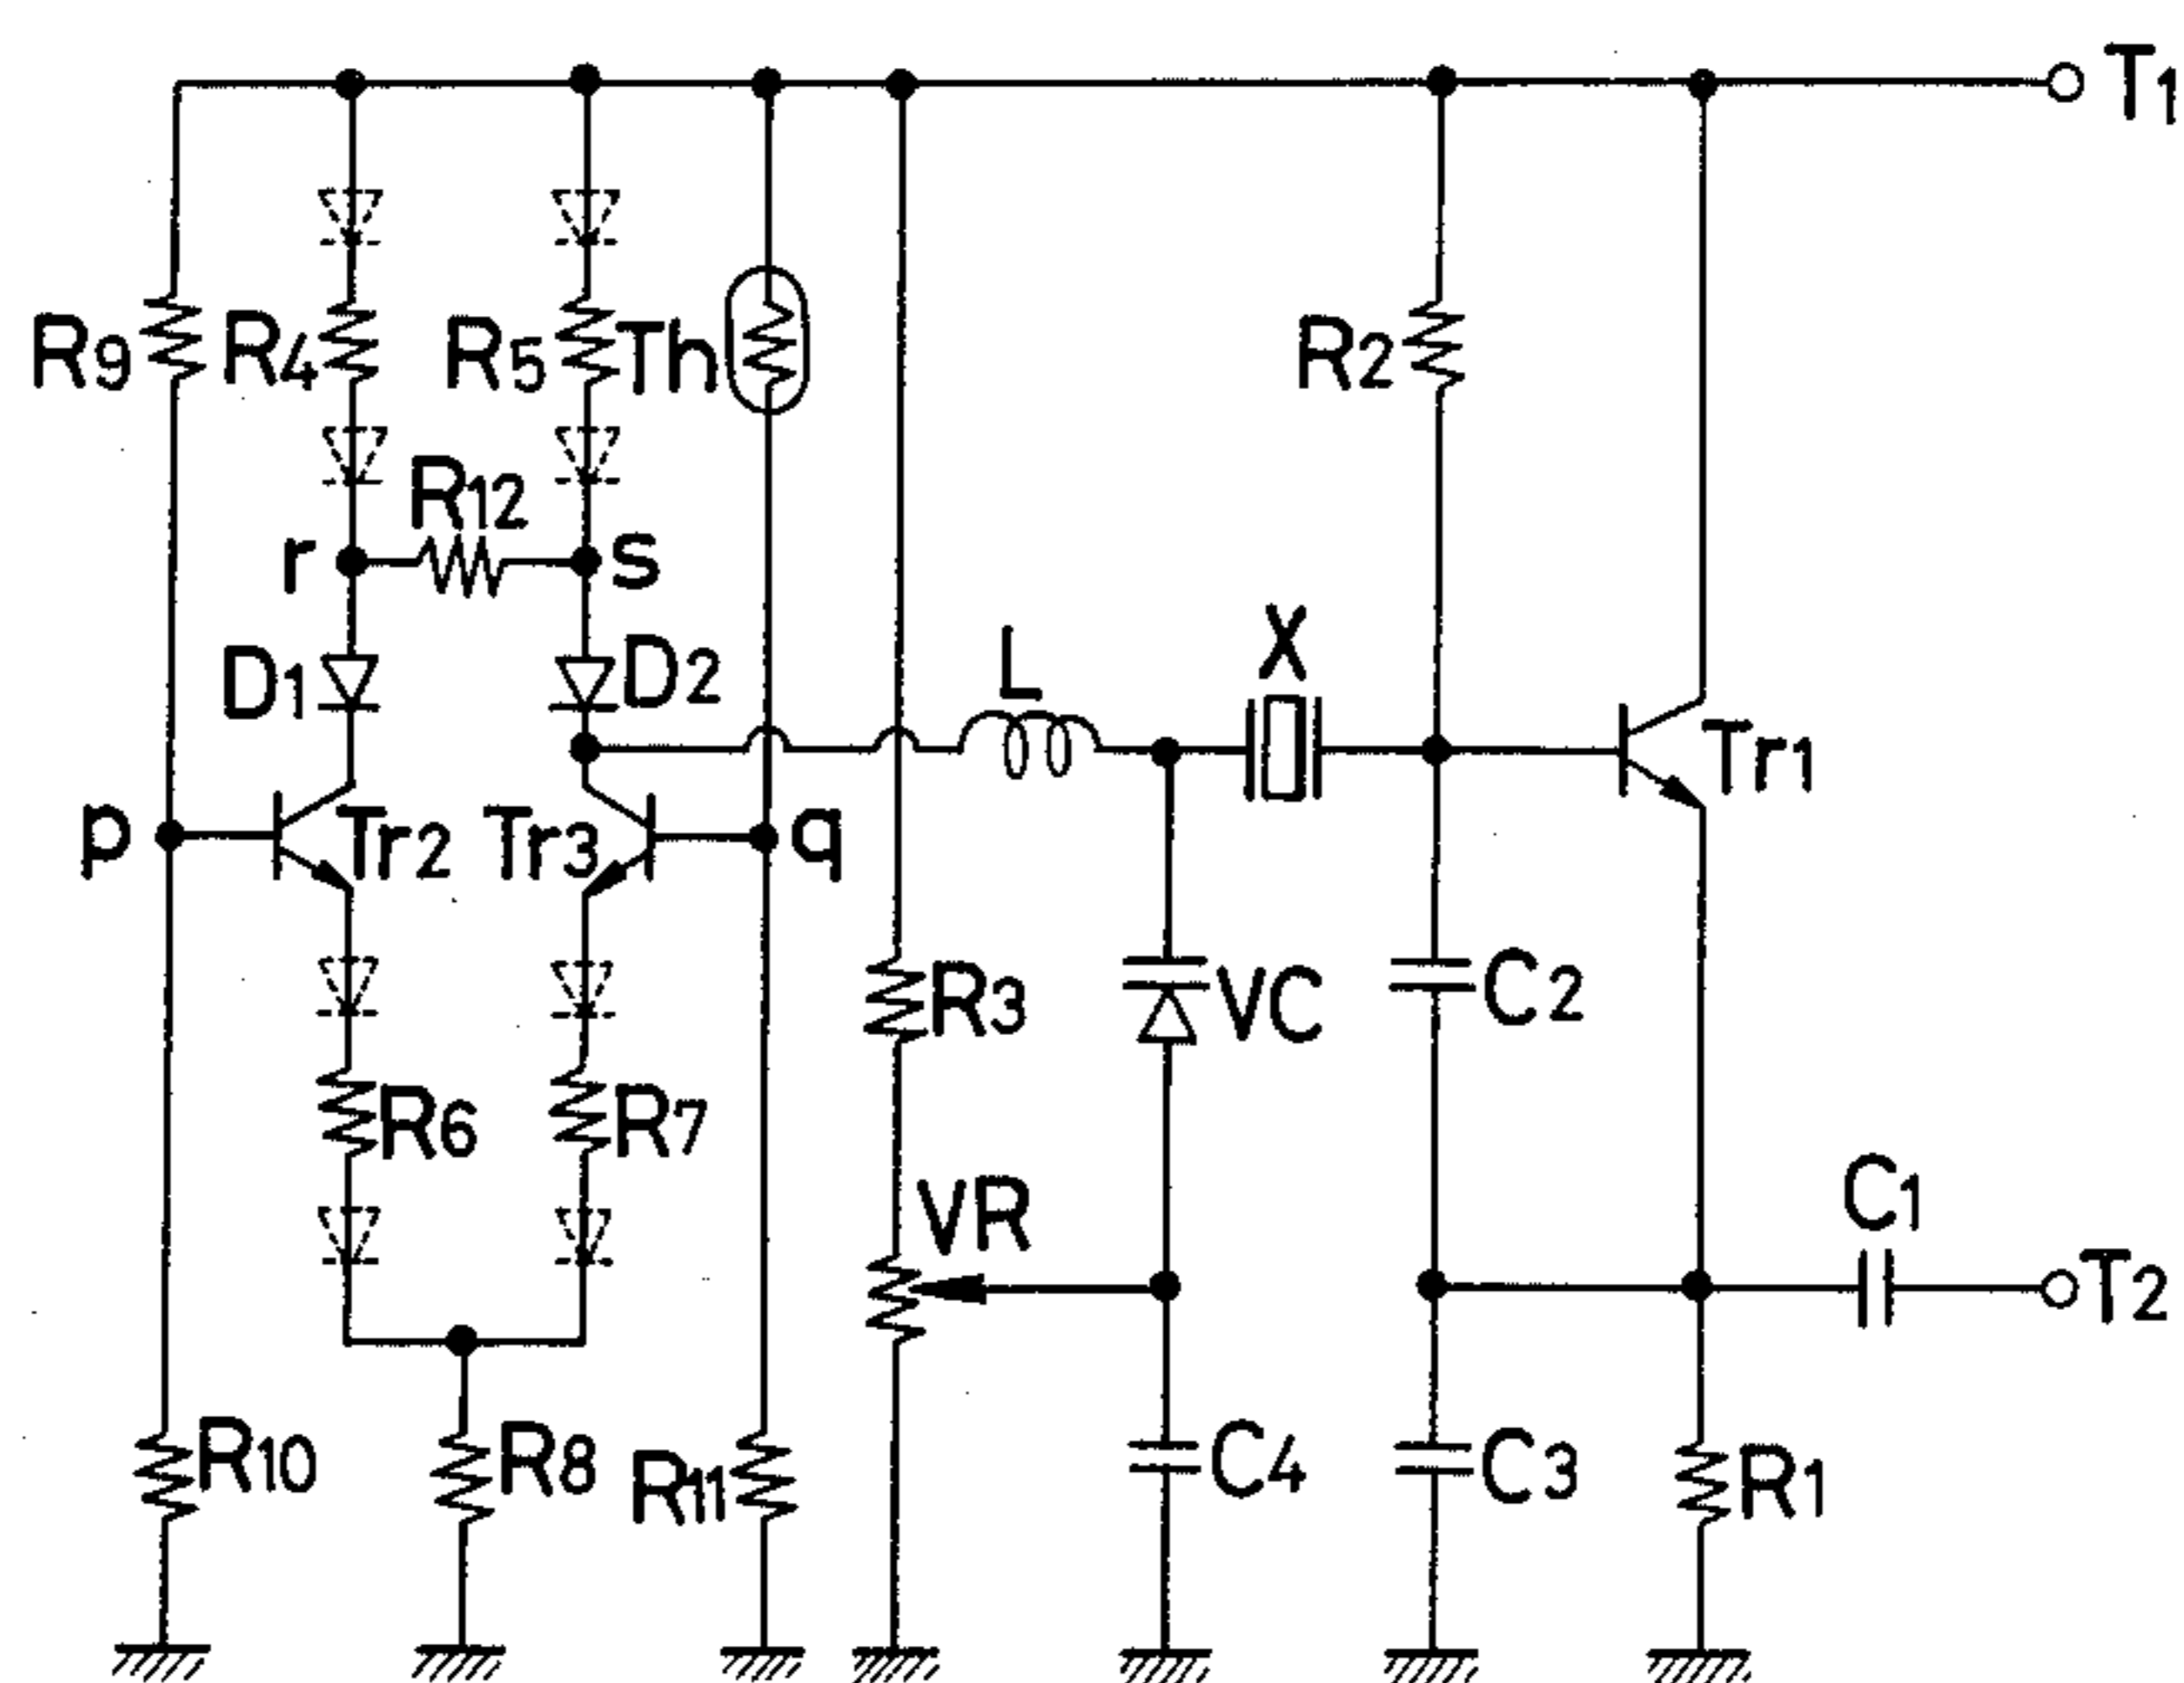 T1
R9
R4
R5
Th
R2
R12
r
s
D1
D2
L
X
Tr1
p
Tr2
Tr3
q
R3
VC
C2
R6
R7
VR
C1
T2
R10
R8
R11
C4
C3
R1